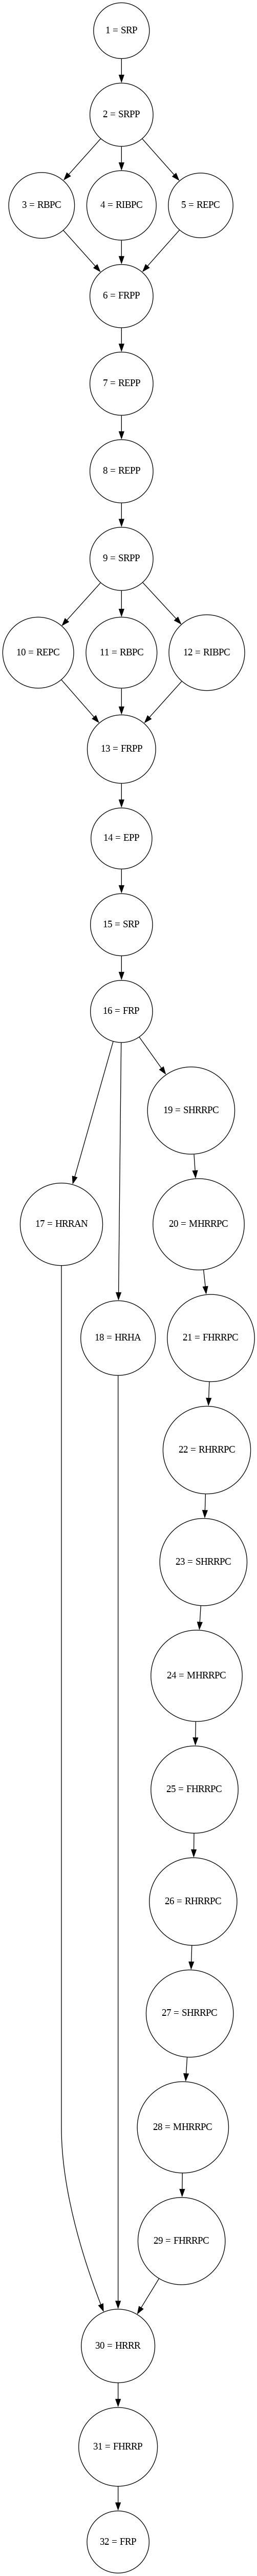 1 = SRP
2 = SRPP
3 = RBPC
4 = RIBPC
5 = REPC
6 = FRPP
7 = REPP
8 = REPP
9 = SRPP
10 = REPC
11 = RBPC
12 = RIBPC
13 = FRPP
14 = EPP
15 = SRP
16 = FRP
19 = SHRRPC
17 = HRRAN
20 = MHRRPC
18 = HRHA
21 = FHRRPC
22 = RHRRPC
23 = SHRRPC
24 = MHRRPC
25 = FHRRPC
26 = RHRRPC
27 = SHRRPC
28 = MHRRPC
29 = FHRRPC
30 = HRRR
31 = FHRRP
32 = FRP